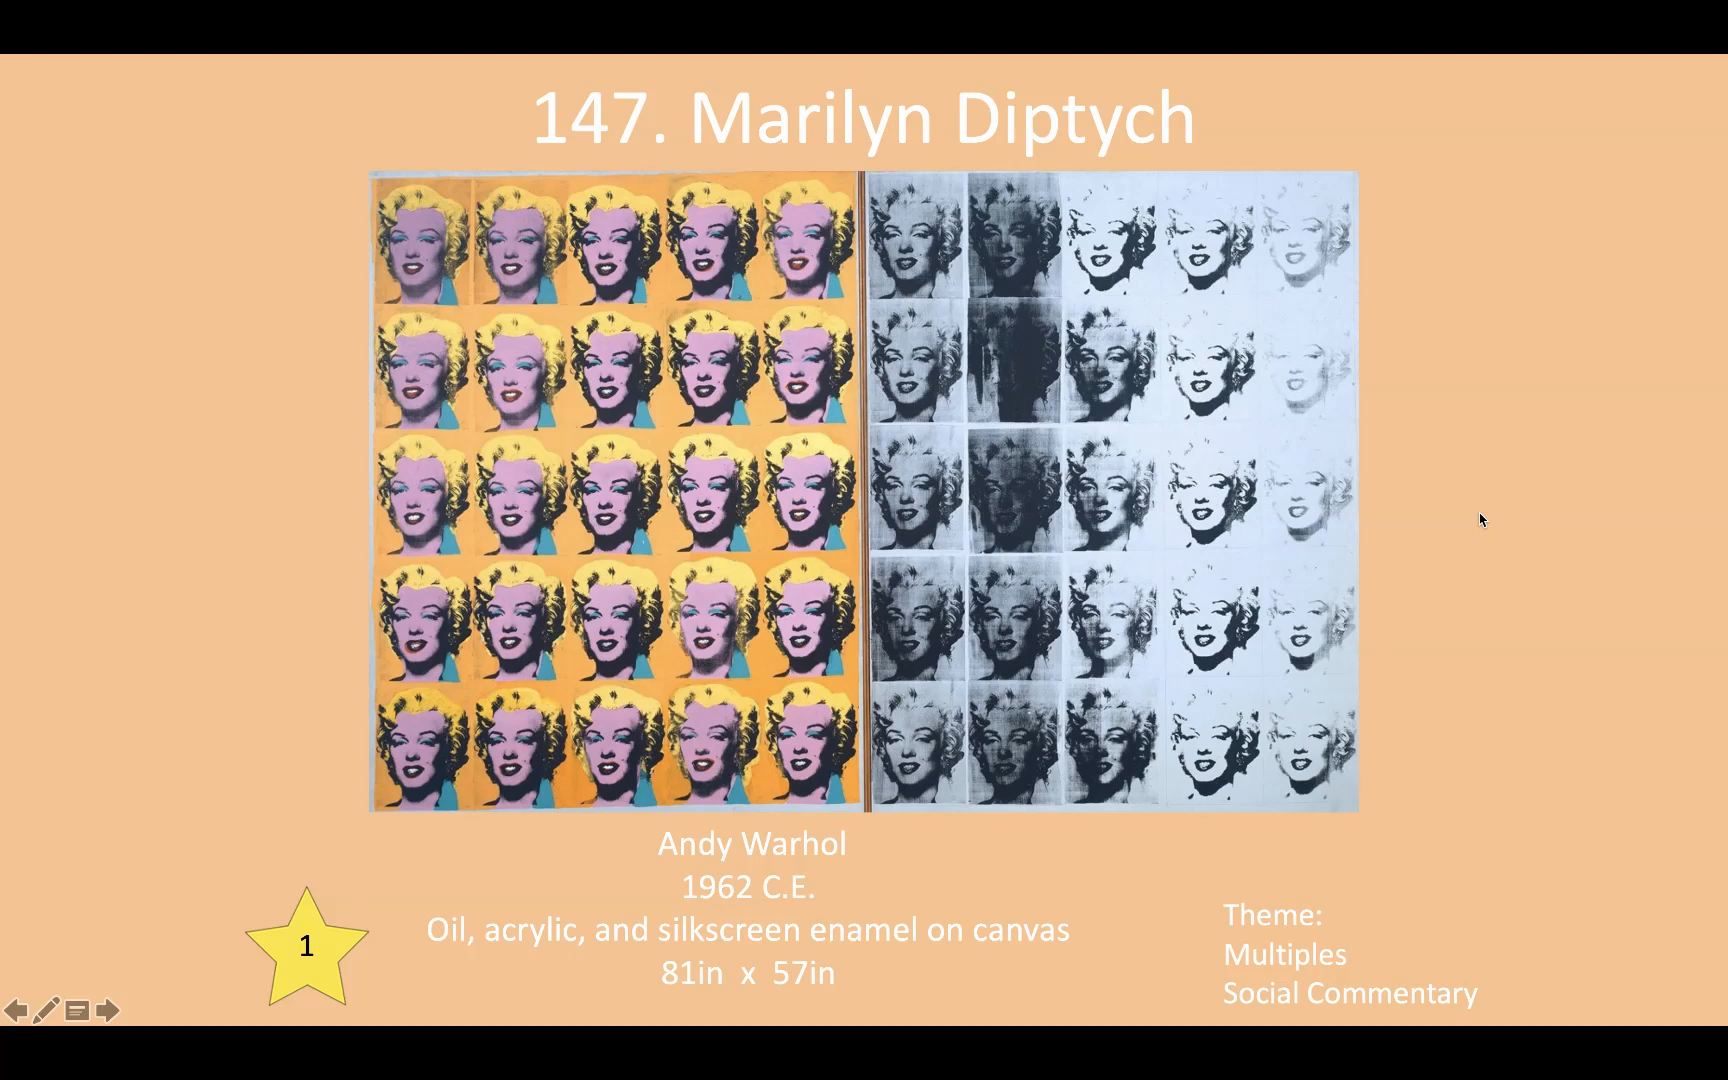 147. Marilyn Diptych
Andy Warhol
1962 C.E.
Oil, acrylic, and silkscreen enamel on canvas
81in x 57in
1
Theme:
Multiples
Social Commentary